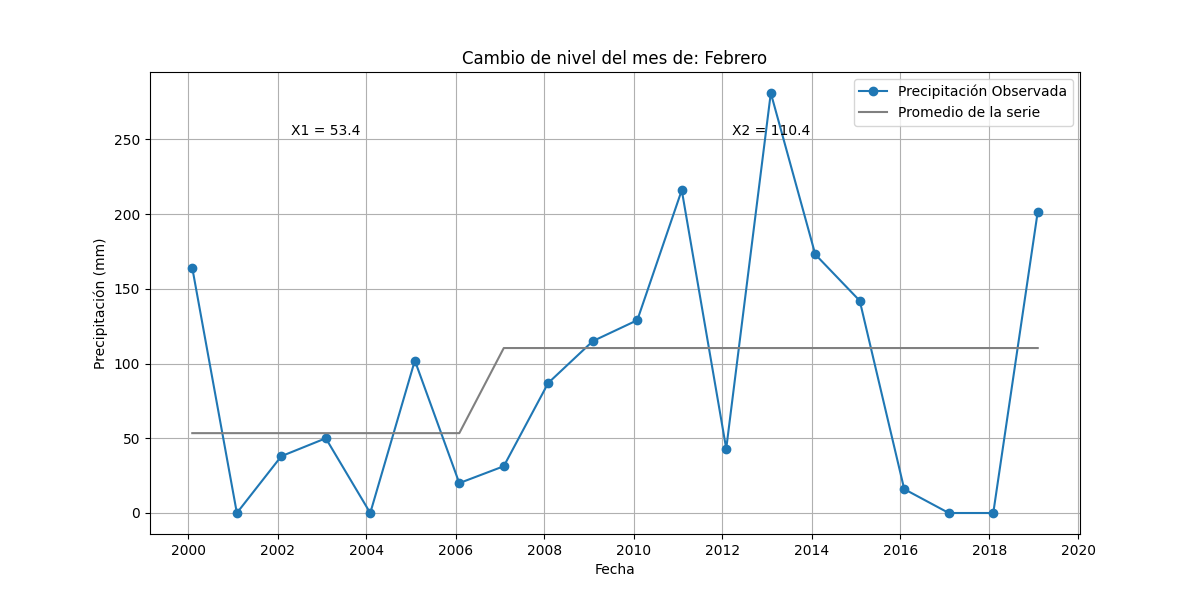 Cambio de nivel del mes de: Febrero
Precipitación Observada
Promedio de la serie
X1 = 53.4
X2 = 110.4
Precipitación (mm)
250
200
150
100
50
0
2000 2002 2004 2006 2008 2010 2012 2014 2016 2018 2020
Fecha